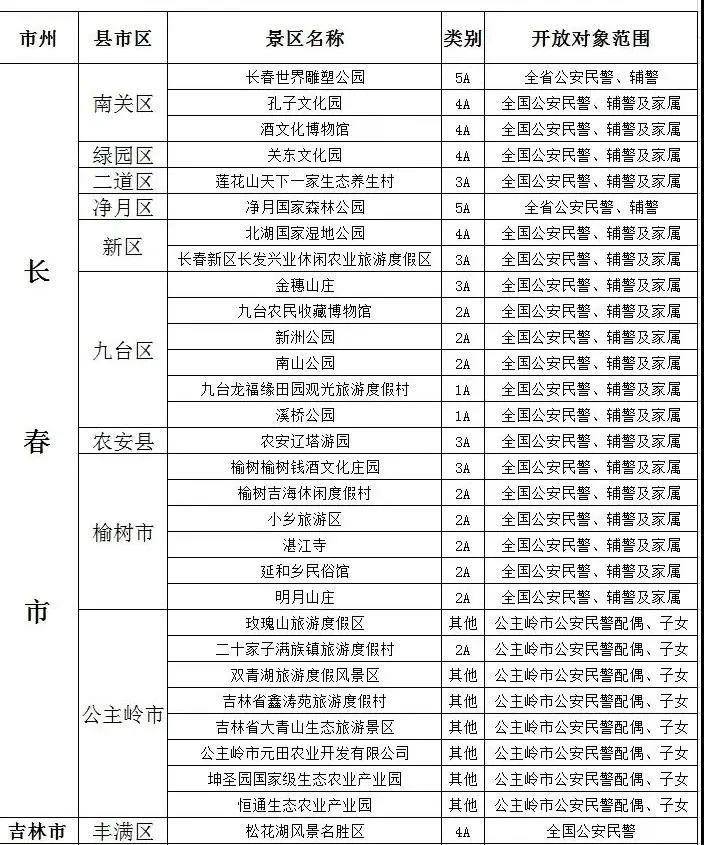 市州 县市区 景区名称 类别 开放对象范围
长春市 南关区 长春世界雕塑公园 5A 全省公安民警、辅警
孔子文化园 4A 全国公安民警、辅警及家属
酒文化博物馆 4A 全国公安民警、辅警及家属
绿园区 关东文化园 4A 全国公安民警、辅警及家属
二道区 莲花山天下一家生态养生村 3A 全国公安民警、辅警及家属
净月区 净月国家森林公园 5A 全省公安民警、辅警
新区 北湖国家湿地公园 4A 全国公安民警、辅警及家属
长春新区长发兴业休闲农业旅游度假区 3A 全国公安民警、辅警及家属
九台区 金穗山庄 3A 全国公安民警、辅警及家属
九台农民收藏博物馆 2A 全国公安民警、辅警及家属
新洲公园 2A 全国公安民警、辅警及家属
南山公园 2A 全国公安民警、辅警及家属
九台龙福缘田园观光旅游度假村 1A 全国公安民警、辅警及家属
溪桥公园 1A 全国公安民警、辅警及家属
农安县 农安辽塔游园 3A 全国公安民警、辅警及家属
榆树市 榆树榆树钱酒文化庄园 3A 全国公安民警、辅警及家属
榆树吉海休闲度假村 2A 全国公安民警、辅警及家属
小乡旅游区 2A 全国公安民警、辅警及家属
湛江寺 2A 全国公安民警、辅警及家属
延和乡民俗馆 2A 全国公安民警、辅警及家属
明月山庄 2A 全国公安民警、辅警及家属
公主岭市 玫瑰山旅游度假区 其他 公主岭市公安民警配偶、子女
二十家子满族镇旅游度假村 2A 公主岭市公安民警配偶、子女
双青湖旅游度假风景区 其他 公主岭市公安民警配偶、子女
吉林省鑫涛苑旅游度假村 其他 公主岭市公安民警配偶、子女
吉林省大青山生态旅游景区 其他 公主岭市公安民警配偶、子女
公主岭市元田农业开发有限公司 其他 公主岭市公安民警配偶、子女
坤圣园国家级生态农业产业园 其他 公主岭市公安民警配偶、子女
恒通生态农业产业园 其他 公主岭市公安民警配偶、子女
吉林市 丰满区 松花湖风景名胜区 4A 全国公安民警